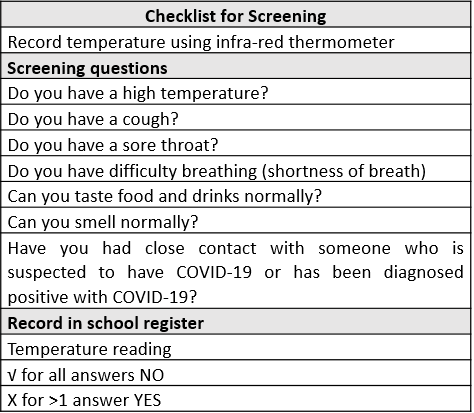 Checklist for Screening
Record temperature using infra-red thermometer
Screening questions
Do you have a high temperature?
Do you have a cough?
Do you have a sore throat?
Do you have difficulty breathing (shortness of breath)
Can you taste food and drinks normally?
Can you smell normally?
Have you had close contact with someone who is
suspected to have COVID-19 or has been diagnosed
positive with COVID-19?
Record in school register
Temperature reading
√ for all answers NO
X for >1 answer YES